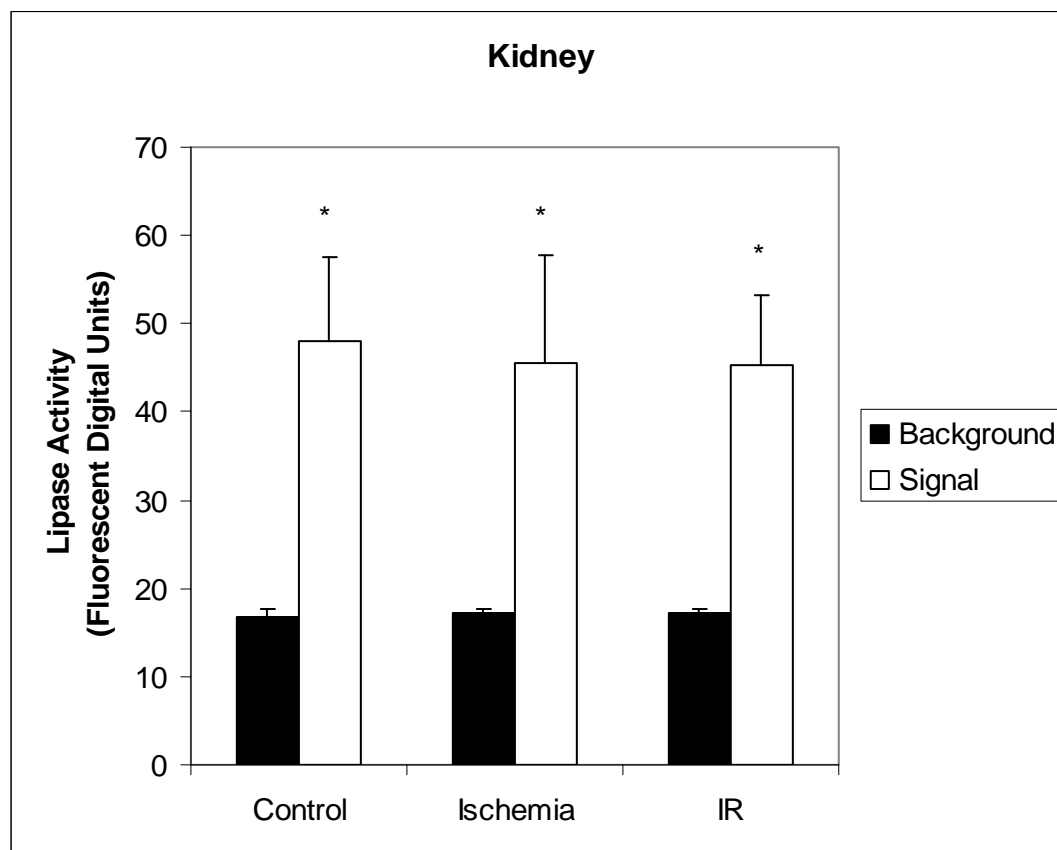 Kidney
Lipase Activity
(Fluorescent Digital Units)
70
60
50
40
30
20
10
0
*
*
*
Control
Ischemia
IR
Background
Signal